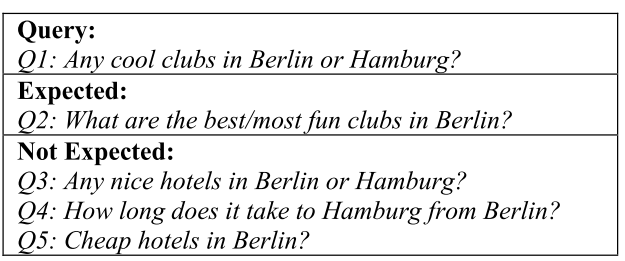 Query:
Q1: Any cool clubs in Berlin or Hamburg?
Expected:
Q2: What are the best/most fun clubs in Berlin?
Not Expected:
Q3: Any nice hotels in Berlin or Hamburg?
Q4: How long does it take to Hamburg from Berlin?
Q5: Cheap hotels in Berlin?